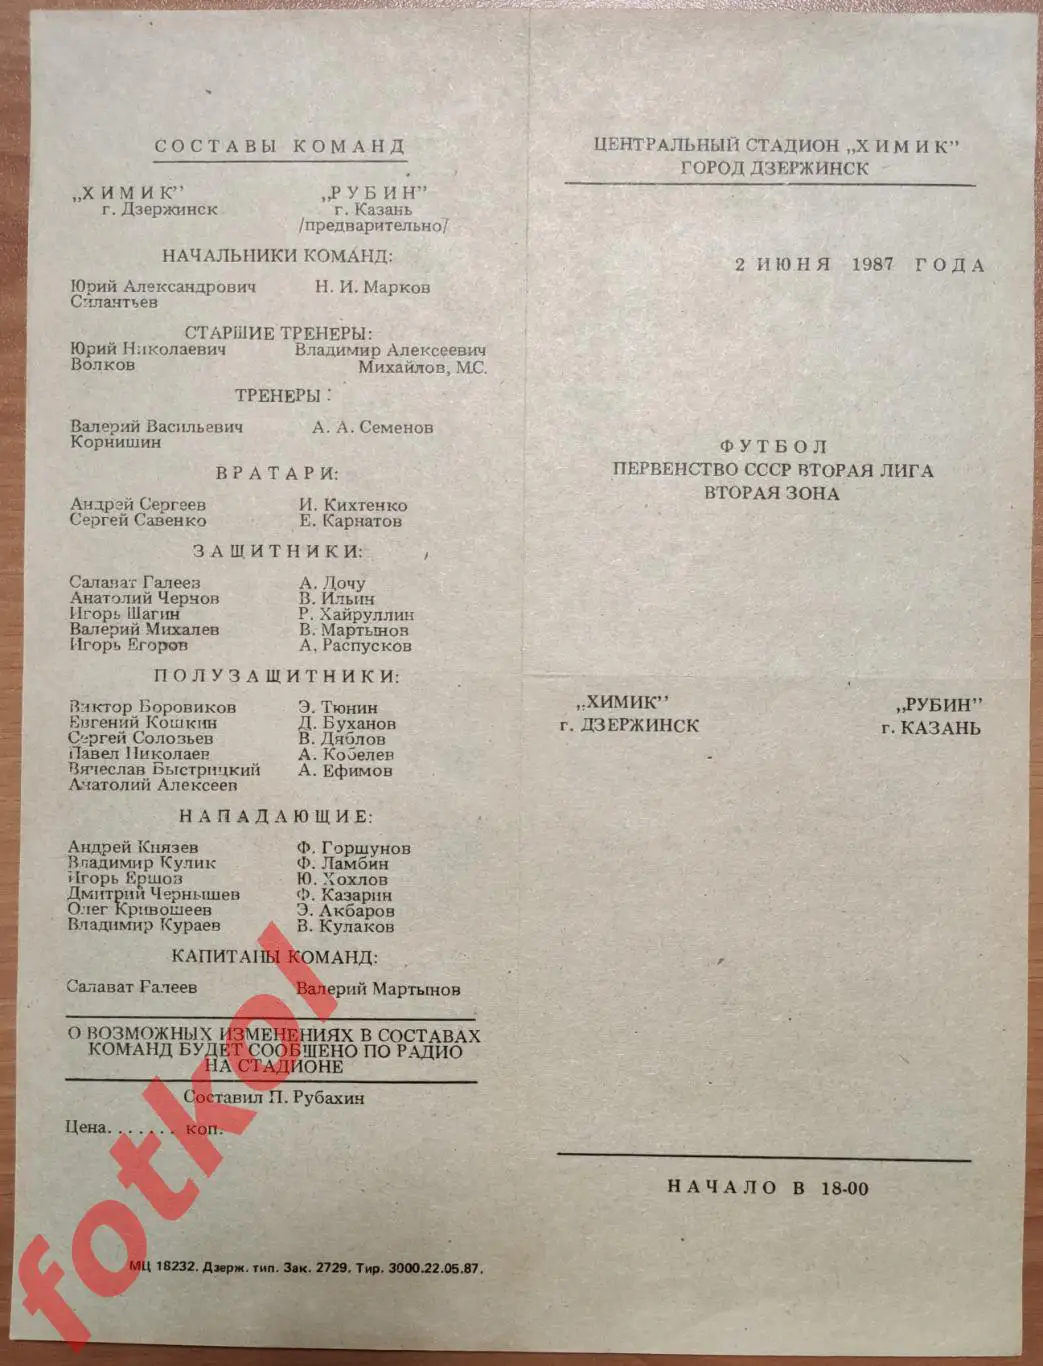 СОСТАВЫ КОМАНД
„ХИМИК” „РУБИН”
г. Дзержинск г. Казань
/предварительно/
НАЧАЛЬНИКИ КОМАНД:
Юрий Александрович Н. И. Марков
Силантьев
СТАРШИЕ ТРЕНЕРЫ:
Юрий Николаевич Владимир Алексеевич
Волков Михайлов, М.С.
ТРЕНЕРЫ:
Валерий Васильевич А. А. Семенов
Корнишин
ВРАТАРИ:
Андрей Сергеев И. Кихтенко
Сергей Савенко Е. Карнатов
ЗАЩИТНИКИ:
Салават Галеев А. Дочу
Анатолий Чернов В. Ильин
Игорь Шагин Р. Хайруллин
Валерий Михалев В. Мартынов
Игорь Егоров А. Распусков
ПОЛУЗАЩИТНИКИ:
Виктор Боровиков Э. Тюнин
Евгений Кошкин Д. Буханов
Сергей Соловьев В. Дяблов
Павел Николаев А. Кобелев
Вячеслав Быстрицкий А. Ефимов
Анатолий Алексеев
НАПАДАЮЩИЕ:
Андрей Князев Ф. Горшунов
Владимир Кулик Ф. Ламбин
Игорь Ершов Ю. Хохлов
Дмитрий Чернышев Ф. Казарин
Олег Кривошеев Э. Акбаров
Владимир Кураев В. Кулаков
КАПИТАНЫ КОМАНД:
Салават Галеев Валерий Мартынов
О ВОЗМОЖНЫХ ИЗМЕНЕНИЯХ В СОСТАВАХ
КОМАНД БУДЕТ СООБШЕНО ПО РАДИО
НА СТАДИОНЕ
Составил П. Рубахин
Цена....... коп.
МЦ 18232. Дзерж. тип. Зак. 2729. Тир. 3000.22.05.87.
ЦЕНТРАЛЬНЫЙ СТАДИОН „ХИМИК”
ГОРОД ДЗЕРЖИНСК
2 ИЮНЯ 1987 ГОДА
ФУТБОЛ
ПЕРВЕНСТВО СССР ВТОРАЯ ЛИГА
ВТОРАЯ ЗОНА
„ХИМИК” „РУБИН”
г. ДЗЕРЖИНСК г. КАЗАНЬ
НАЧАЛО В 18-00
fotkol